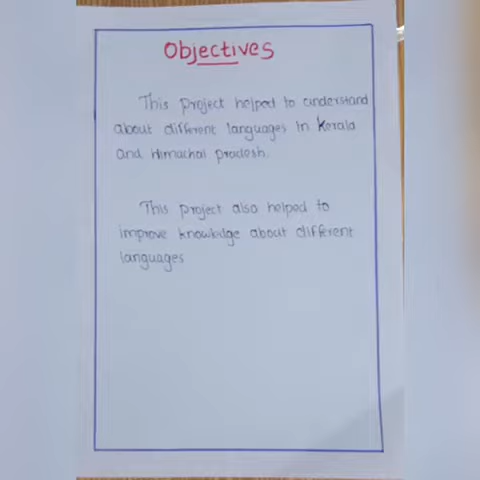 Objectives
This project helped to understand
about different languages in Kerala
and Himachal pradesh.
This project also helped to
improve knowledge about different
languages